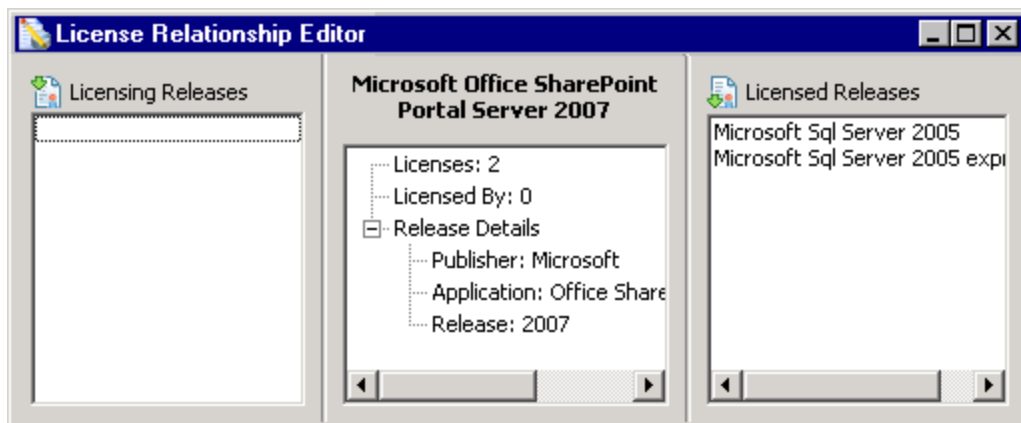 License Relationship Editor
Licensing Releases
Microsoft Office SharePoint
Portal Server 2007
Licenses: 2
Licensed By: 0
Release Details
Publisher: Microsoft
Application: Office Share
Release: 2007
Licensed Releases
Microsoft Sql Server 2005
Microsoft Sql Server 2005 expr